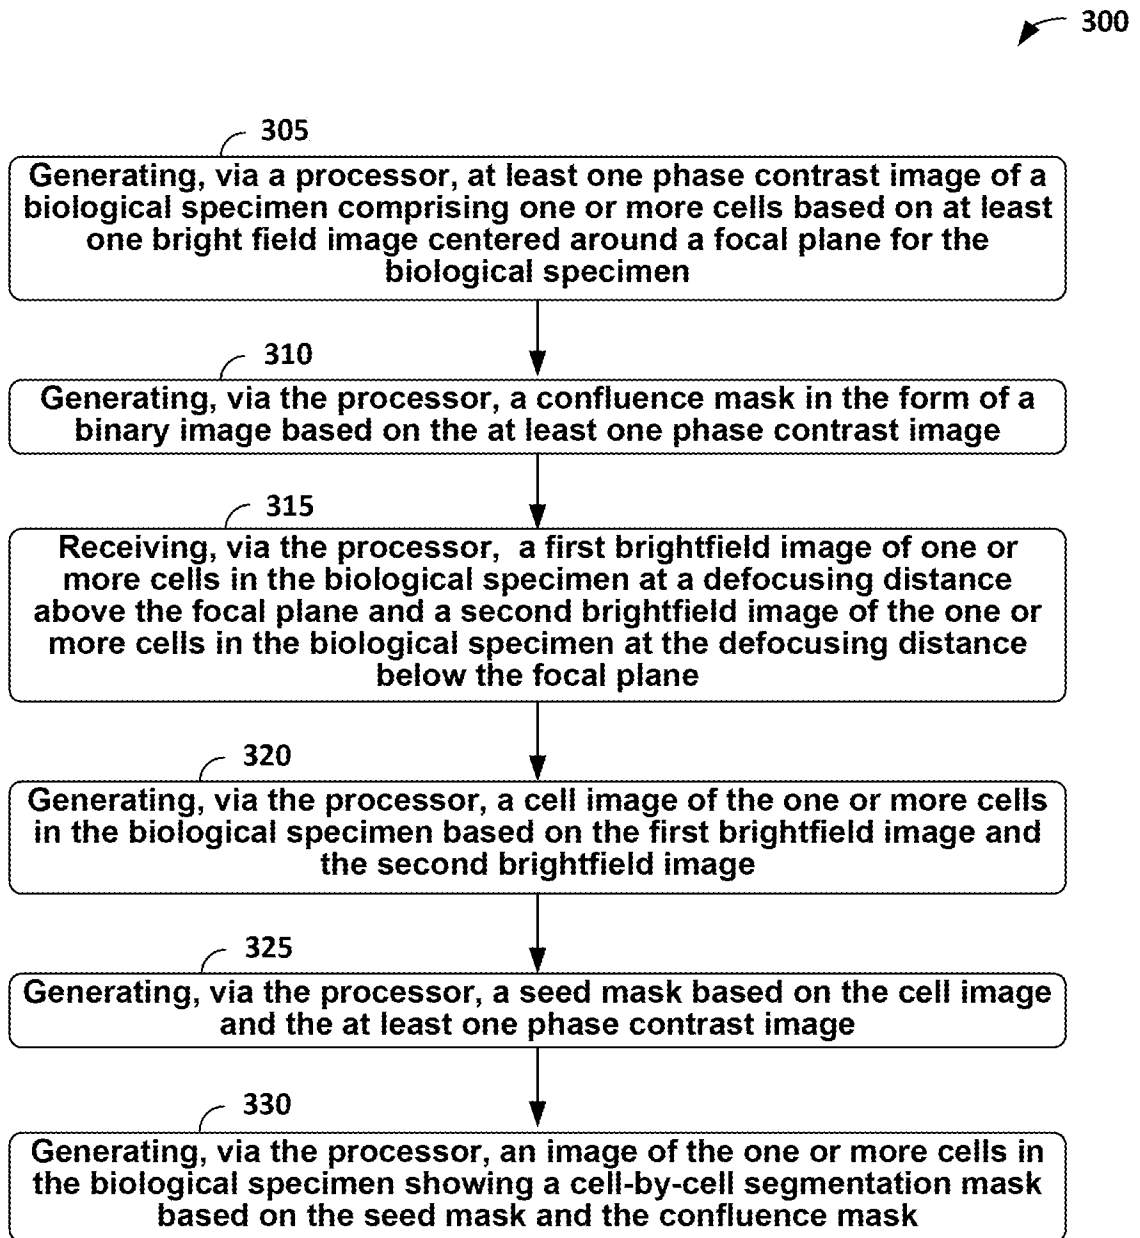 300
305
Generating, via a processor, at least one phase contrast image of a
biological specimen comprising one or more cells based on at least
one bright field image centered around a focal plane for the
biological specimen
310
Generating, via the processor, a confluence mask in the form of a
binary image based on the at least one phase contrast image
315
Receiving, via the processor, a first brightfield image of one or
more cells in the biological specimen at a defocusing distance
above the focal plane and a second brightfield image of the one or
more cells in the biological specimen at the defocusing distance
below the focal plane
320
Generating, via the processor, a cell image of the one or more cells
in the biological specimen based on the first brightfield image and
the second brightfield image
325
Generating, via the processor, a seed mask based on the cell image
and the at least one phase contrast image
330
Generating, via the processor, an image of the one or more cells in
the biological specimen showing a cell-by-cell segmentation mask
based on the seed mask and the confluence mask